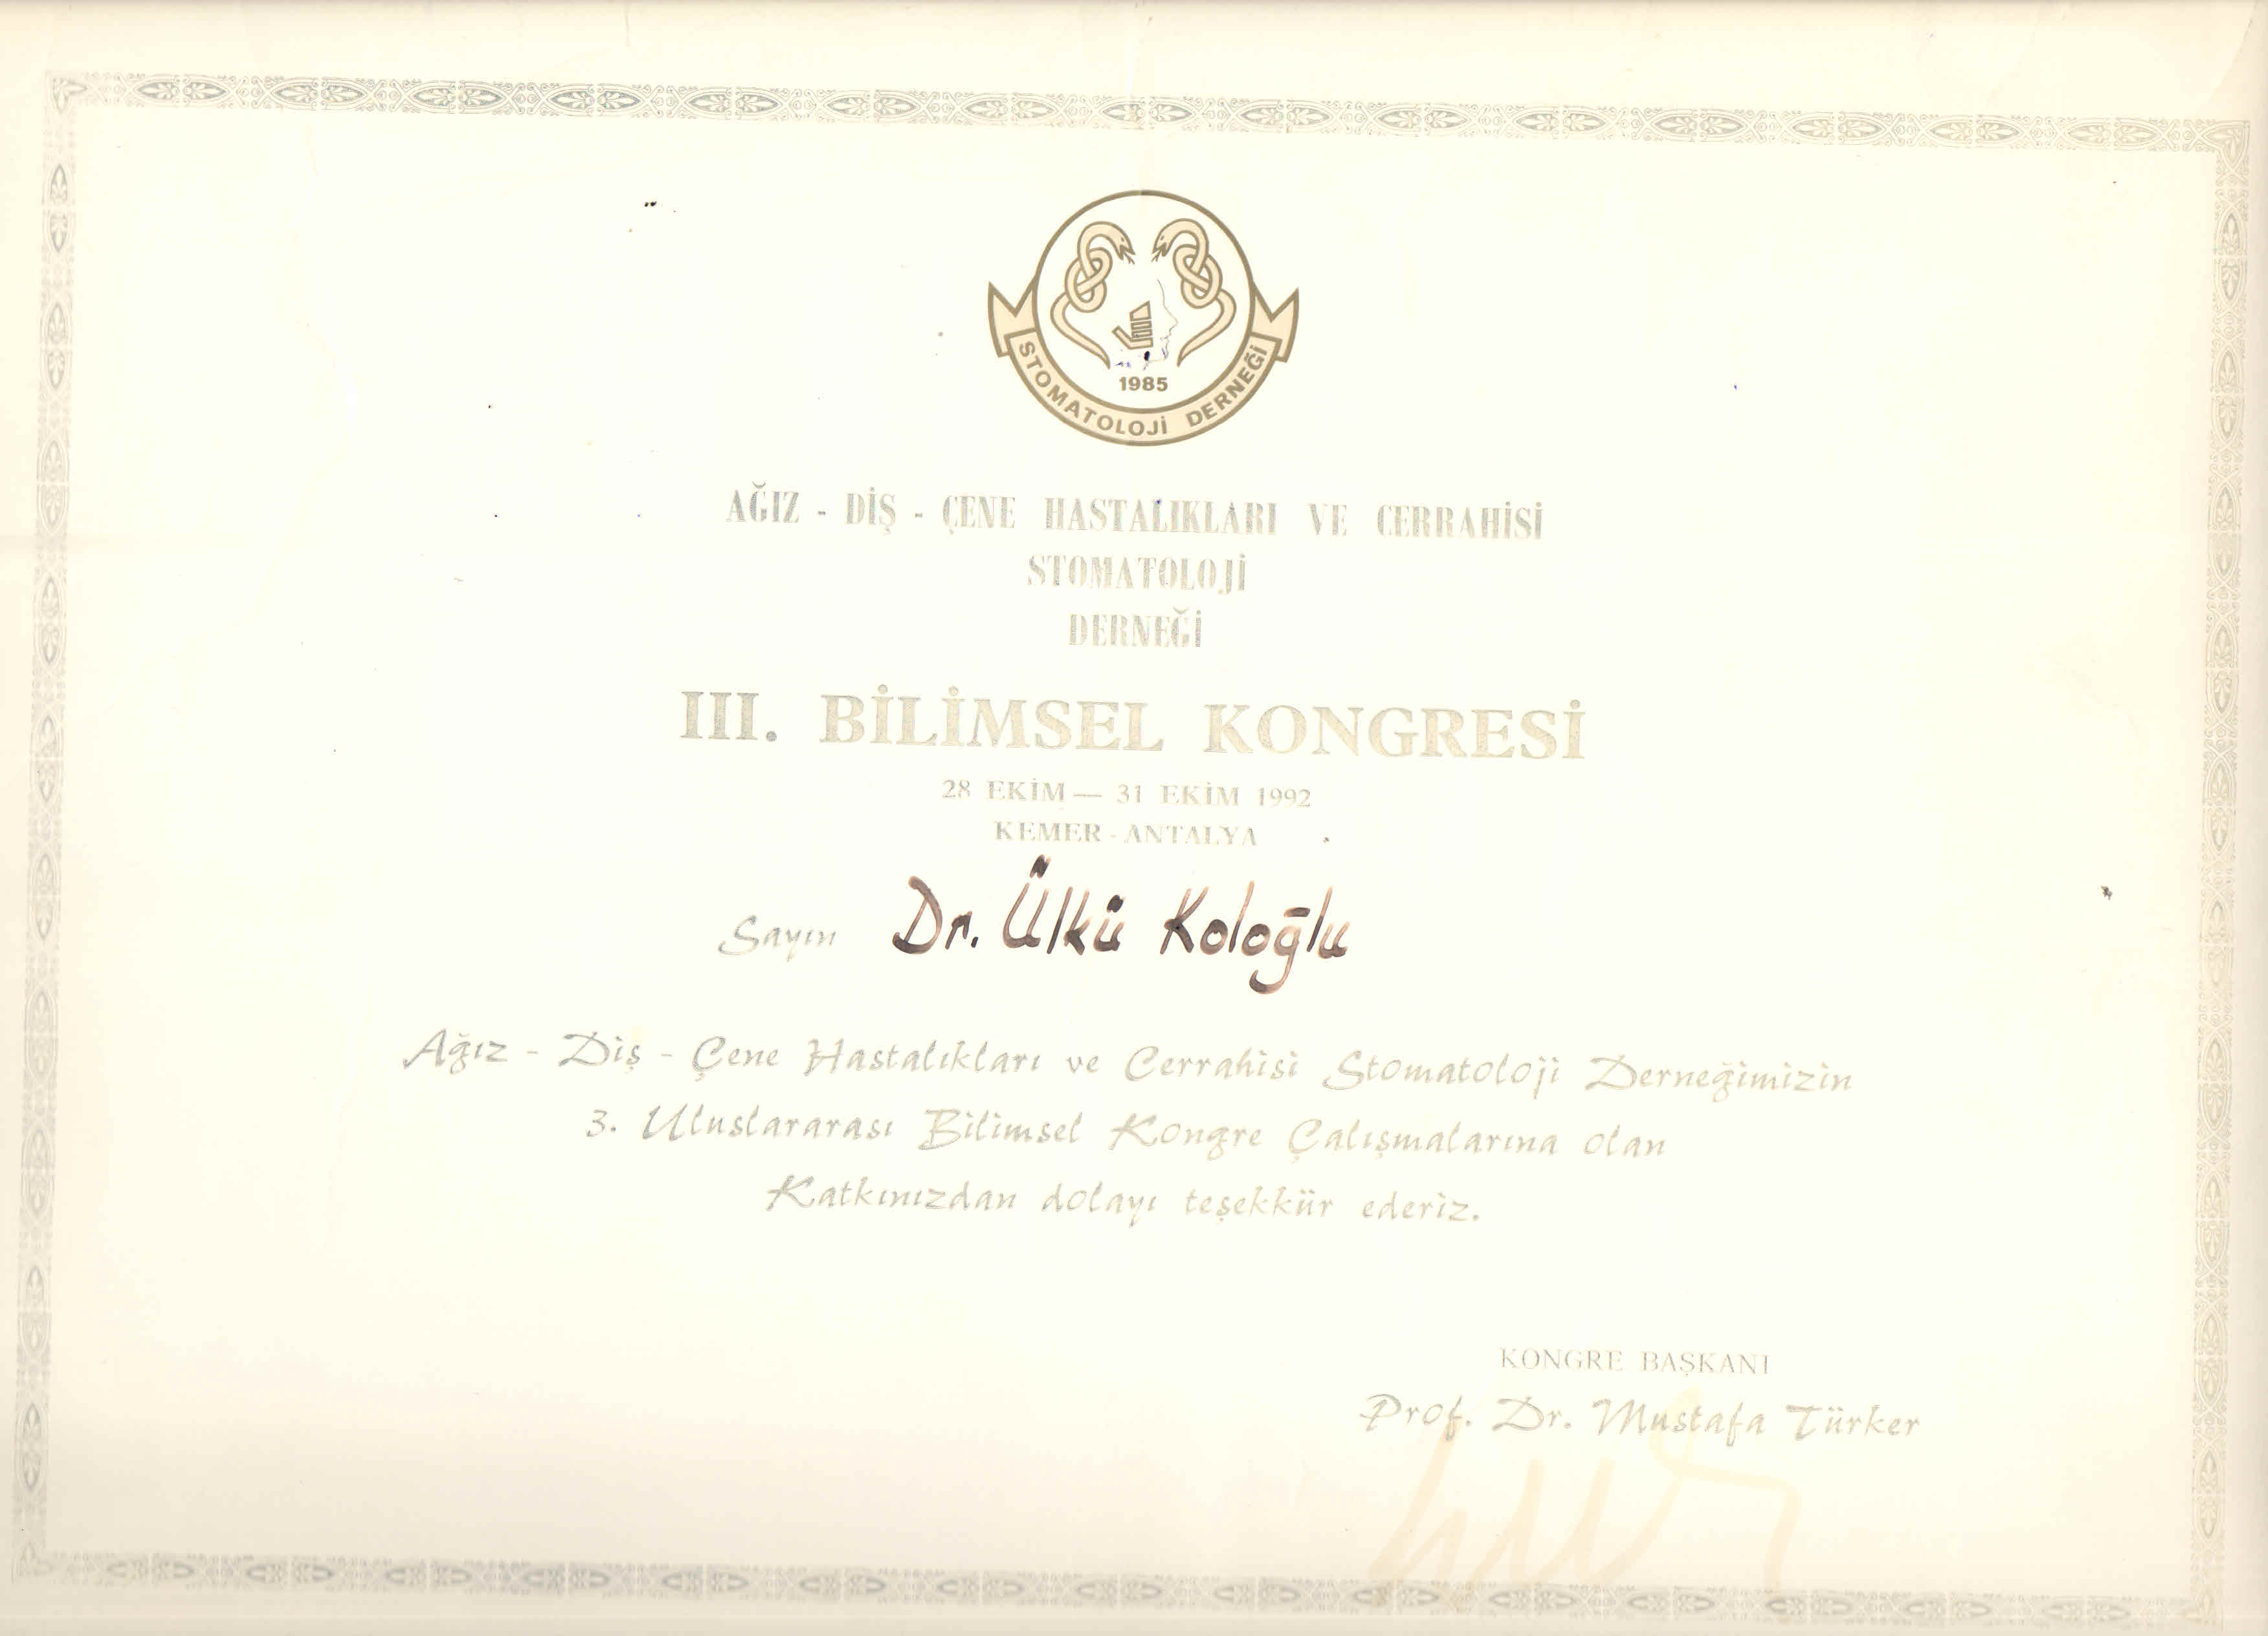 1985
STOMATOLOJİ DERNEĞİ
AĞIZ - DİŞ - ÇENE HASTALIKLARI VE CERRAHİSİ
STOMATOLOJİ
DERNEĞİ
III. BİLİMSEL KONGRESİ
28 EKİM — 31 EKİM 1992
KEMER - ANTALYA
Sayın Dr. Ülkü Koloğlu
Ağız - Diş - Çene Hastalıkları ve Cerrahisi Stomatoloji Derneğimizin
3. Uluslararası Bilimsel Kongre Çalışmalarına olan
Katkınızdan dolayı teşekkür ederiz.
KONGRE BAŞKANI
Prof. Dr. Mustafa Türker